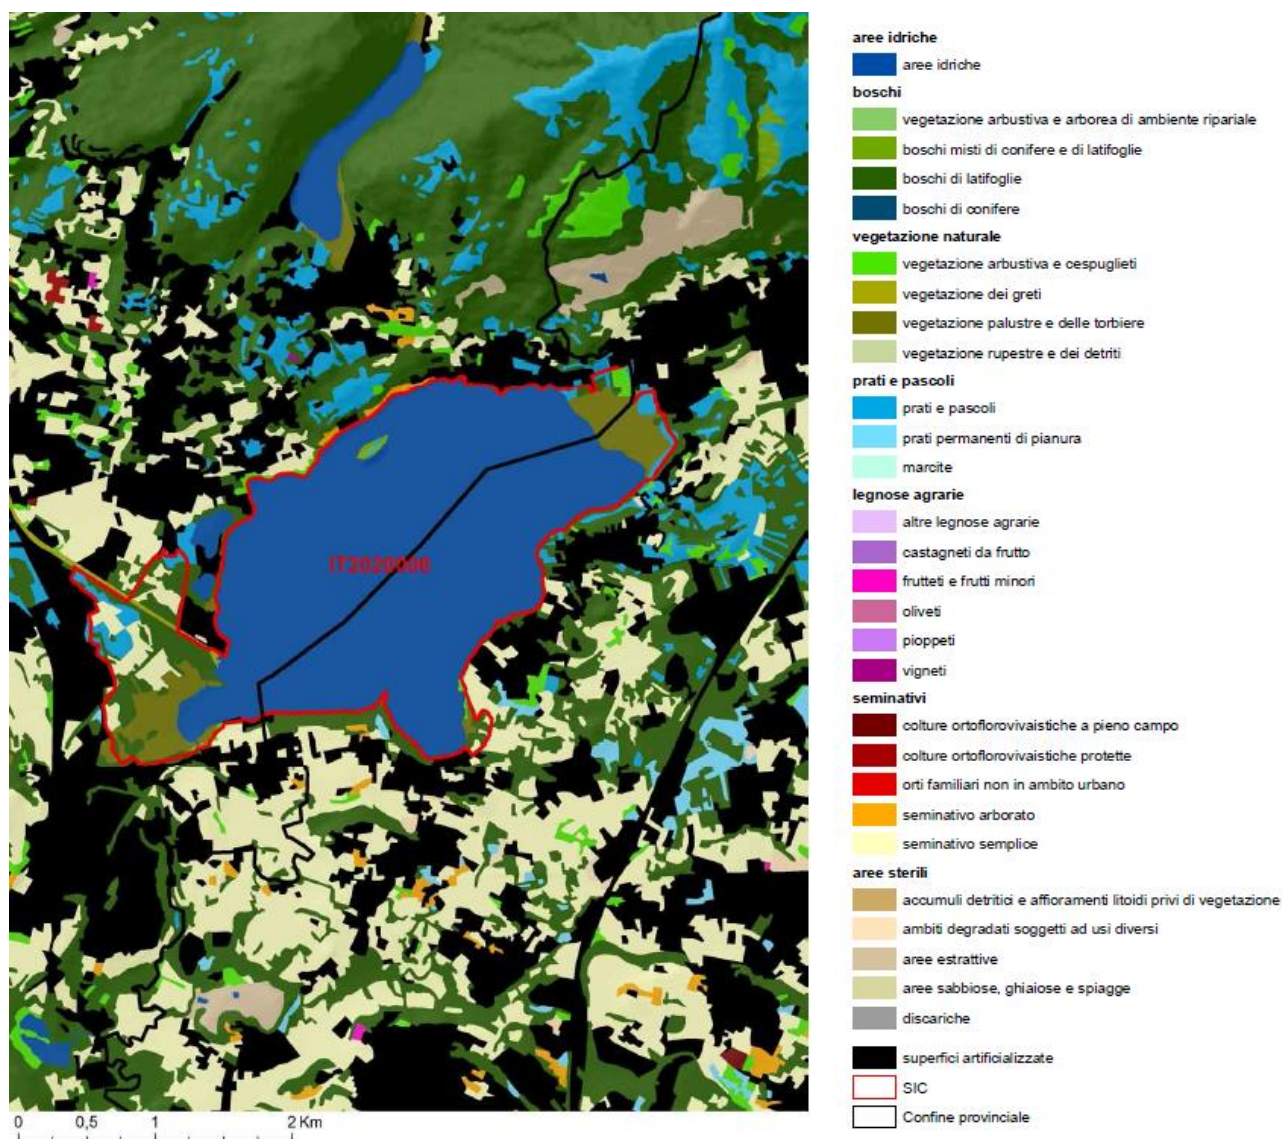 IT2020006
0 0,5 1 2 Km
aree idriche
aree idriche
boschi
vegetazione arbustiva e arborea di ambiente ripariale
boschi misti di conifere e di latifoglie
boschi di latifoglie
boschi di conifere
vegetazione naturale
vegetazione arbustiva e cespuglieti
vegetazione dei greti
vegetazione palustre e delle torbiere
vegetazione rupestre e dei detriti
prati e pascoli
prati e pascoli
prati permanenti di pianura
marcite
legnose agrarie
altre legnose agrarie
castagneti da frutto
frutteti e frutti minori
oliveti
pioppeti
vigneti
seminativi
colture ortoflorovivaistiche a pieno campo
colture ortoflorovivaistiche protette
orti familiari non in ambito urbano
seminativo arborato
seminativo semplice
aree sterili
accumuli detritici e affioramenti litoidi privi di vegetazione
ambiti degradati soggetti ad usi diversi
aree estrattive
aree sabbiose, ghiaiose e spiagge
discariche
superfici artificializzate
SIC
Confine provinciale